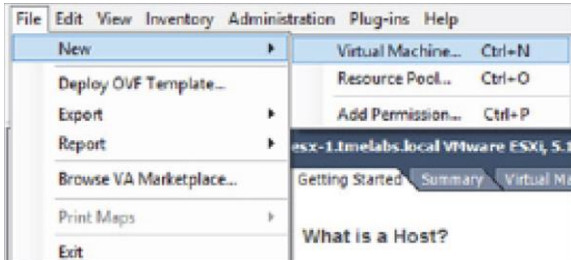 File Edit View Inventory Administration Plug-ins Help
New Virtual Machine... Ctrl+N
Deploy OVF Template... Resource Pool... Ctrl+O
Export Add Permission... Ctrl+P
Report esx-1.tmelabs.local VMware ESXi, 5.1
Browse VA Marketplace... Getting Started Summary Virtual Ma
Print Maps
What is a Host?
Exit